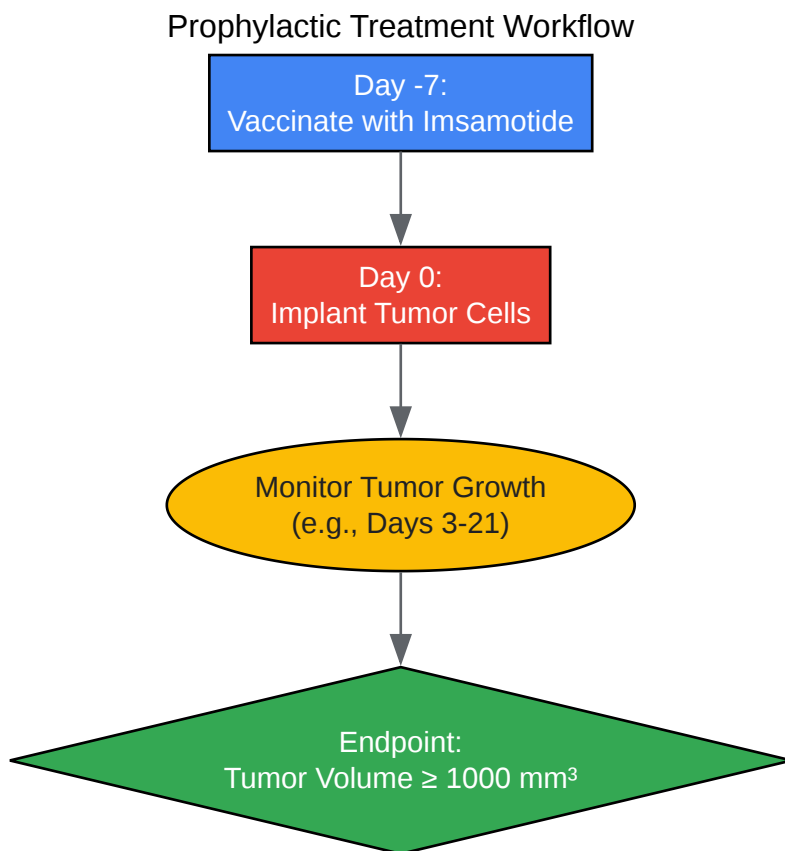 Prophylactic Treatment Workflow
Day -7:
Vaccinate with Imsamotide
Day 0:
Implant Tumor Cells
Monitor Tumor Growth
(e.g., Days 3-21)
Endpoint:
Tumor Volume ≥ 1000 mm³